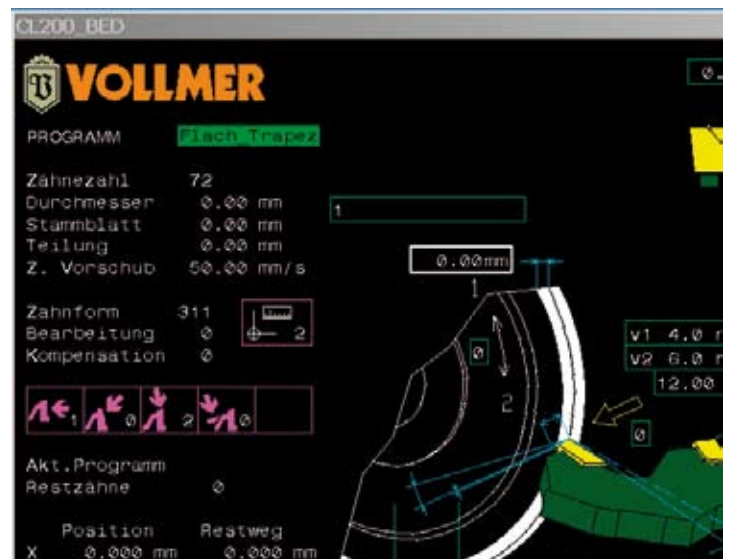 CL200_BED
VOLLMER
0.
PROGRAMM Flach_Trapez
Zähnezahl 72
Durchmesser 0.00 mm
Stammblatt 0.00 mm
Teilung 0.00 mm
Z. Vorschub 50.00 mm/s
1
0.00mm
1
Zahnform 311
Bearbeitung 0
Kompensation 0
2
0
2
v1 4.0
v2 6.0
12.00
0
1 0 2 0
Akt.Programm
Restzähne 0
Position Restweg
X 0.000 mm 0.000 mm